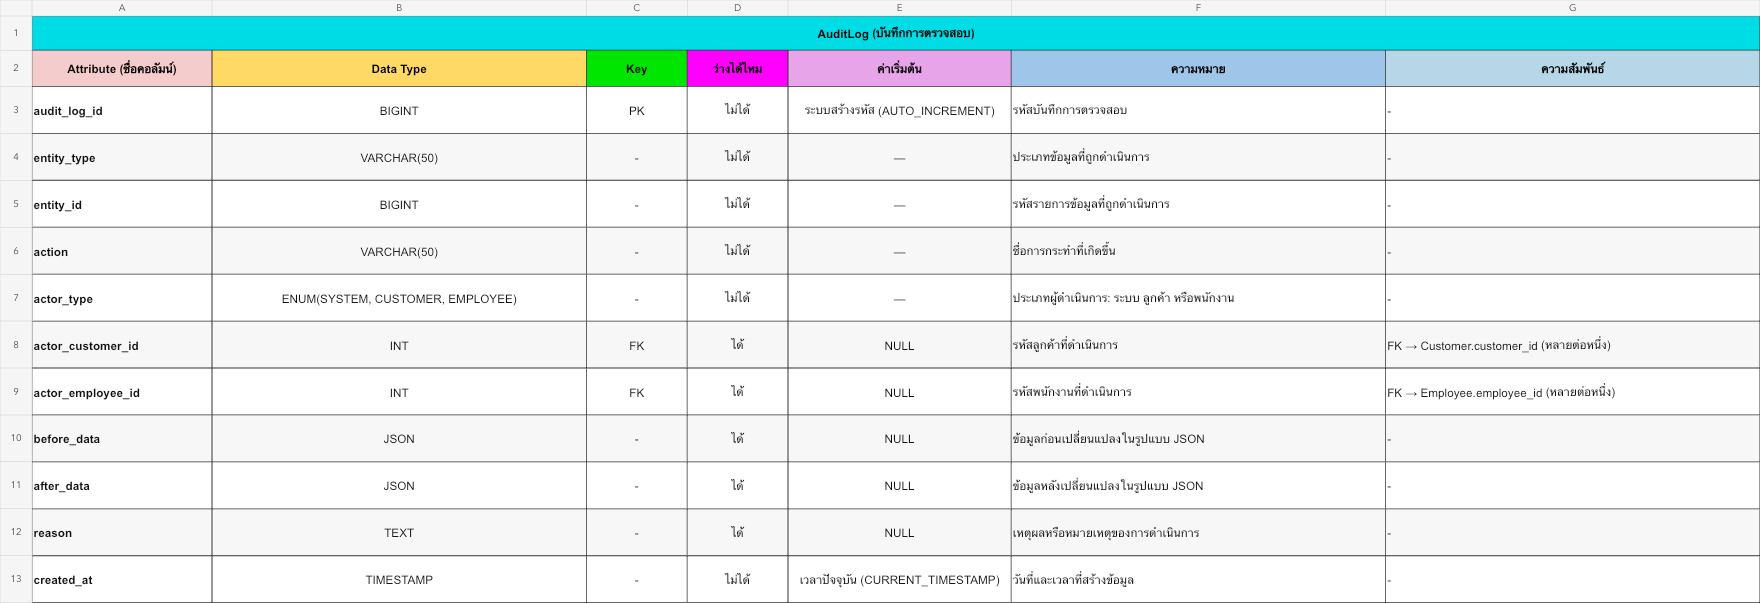 A B C D E F G
1 AuditLog (บันทึกการตรวจสอบ)
2 Attribute (ชื่อคอลัมน์) Data Type Key ว่างได้ไหม ค่าเริ่มต้น ความหมาย ความสัมพันธ์
3 audit_log_id BIGINT PK ไม่ได้ ระบบสร้างรหัส (AUTO_INCREMENT) รหัสบันทึกการตรวจสอบ -
4 entity_type VARCHAR(50) - ไม่ได้ — ประเภทข้อมูลที่ถูกดำเนินการ -
5 entity_id BIGINT - ไม่ได้ — รหัสรายการข้อมูลที่ถูกดำเนินการ -
6 action VARCHAR(50) - ไม่ได้ — ชื่อการกระทำที่เกิดขึ้น -
7 actor_type ENUM(SYSTEM, CUSTOMER, EMPLOYEE) - ไม่ได้ — ประเภทผู้ดำเนินการ: ระบบ ลูกค้า หรือพนักงาน -
8 actor_customer_id INT FK ได้ NULL รหัสลูกค้าที่ดำเนินการ FK → Customer.customer_id (หลายต่อหนึ่ง)
9 actor_employee_id INT FK ได้ NULL รหัสพนักงานที่ดำเนินการ FK → Employee.employee_id (หลายต่อหนึ่ง)
10 before_data JSON - ได้ NULL ข้อมูลก่อนเปลี่ยนแปลงในรูปแบบ JSON -
11 after_data JSON - ได้ NULL ข้อมูลหลังเปลี่ยนแปลงในรูปแบบ JSON -
12 reason TEXT - ได้ NULL เหตุผลหรือหมายเหตุของการดำเนินการ -
13 created_at TIMESTAMP - ไม่ได้ เวลาปัจจุบัน (CURRENT_TIMESTAMP) วันที่และเวลาที่สร้างข้อมูล -